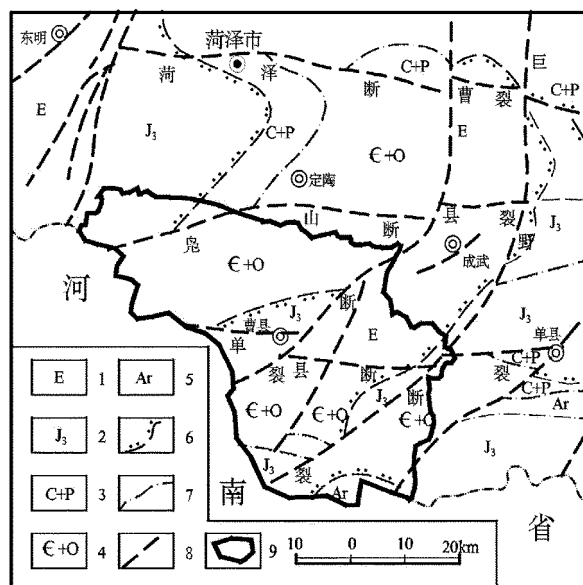 东明
菏泽市
菏
泽
断
曹
裂
巨
C+P
C+P
E
J₃
C+P
E
Є+O
定陶
山
断
县
裂
野
J₃
凫
成武
河
Є+O
J₃
断
曹县
E
J₃
单县
单
裂
县
断
裂
C+P
C+P
Ar
J₃
断
Є+O
Є+O
Є+O
J₃
裂
Ar
J₃
南
省
E 1
Ar 5
J₃ 2
6
C+P 3
7
Є+O 4
8
9
10 0 10 20km